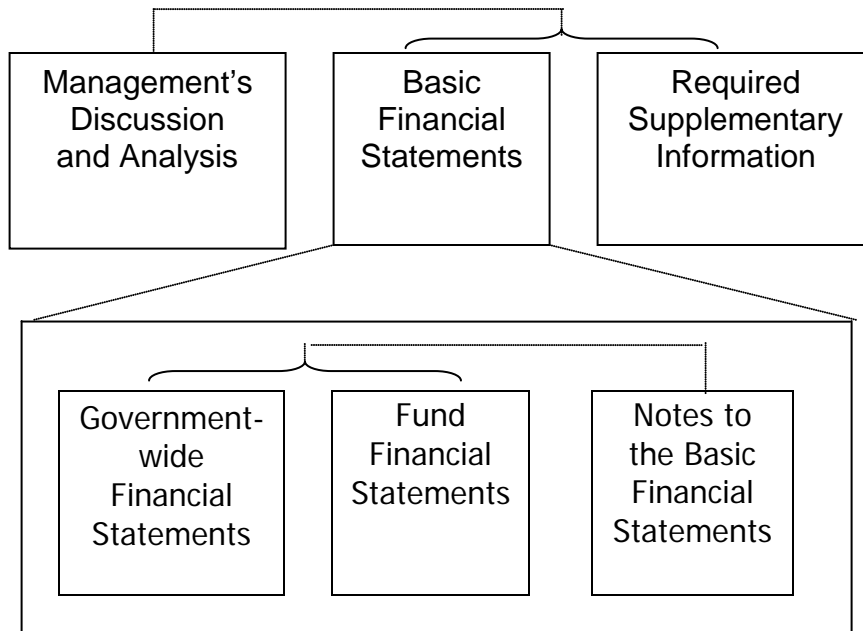 Management’s
Discussion
and Analysis
Basic
Financial
Statements
Required
Supplementary
Information
Government-
wide
Financial
Statements
Fund
Financial
Statements
Notes to
the Basic
Financial
Statements